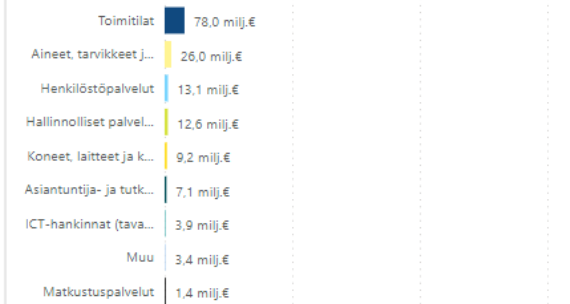 Toimitilat 78,0 milj.€
Aineet, tarvikkeet j... 26,0 milj.€
Henkilöstöpalvelut 13,1 milj.€
Hallinnolliset palvel... 12,6 milj.€
Koneet, laitteet ja k... 9,2 milj.€
Asiantuntija- ja tutk... 7,1 milj.€
ICT-hankinnat (tava... 3,9 milj.€
Muu 3,4 milj.€
Matkustuspalvelut 1,4 milj.€